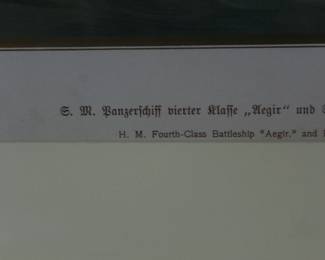 S. M. Panzerschiff vierter Klasse „Aegir“ und
H. M. Fourth-Class Battleship "Aegir," and